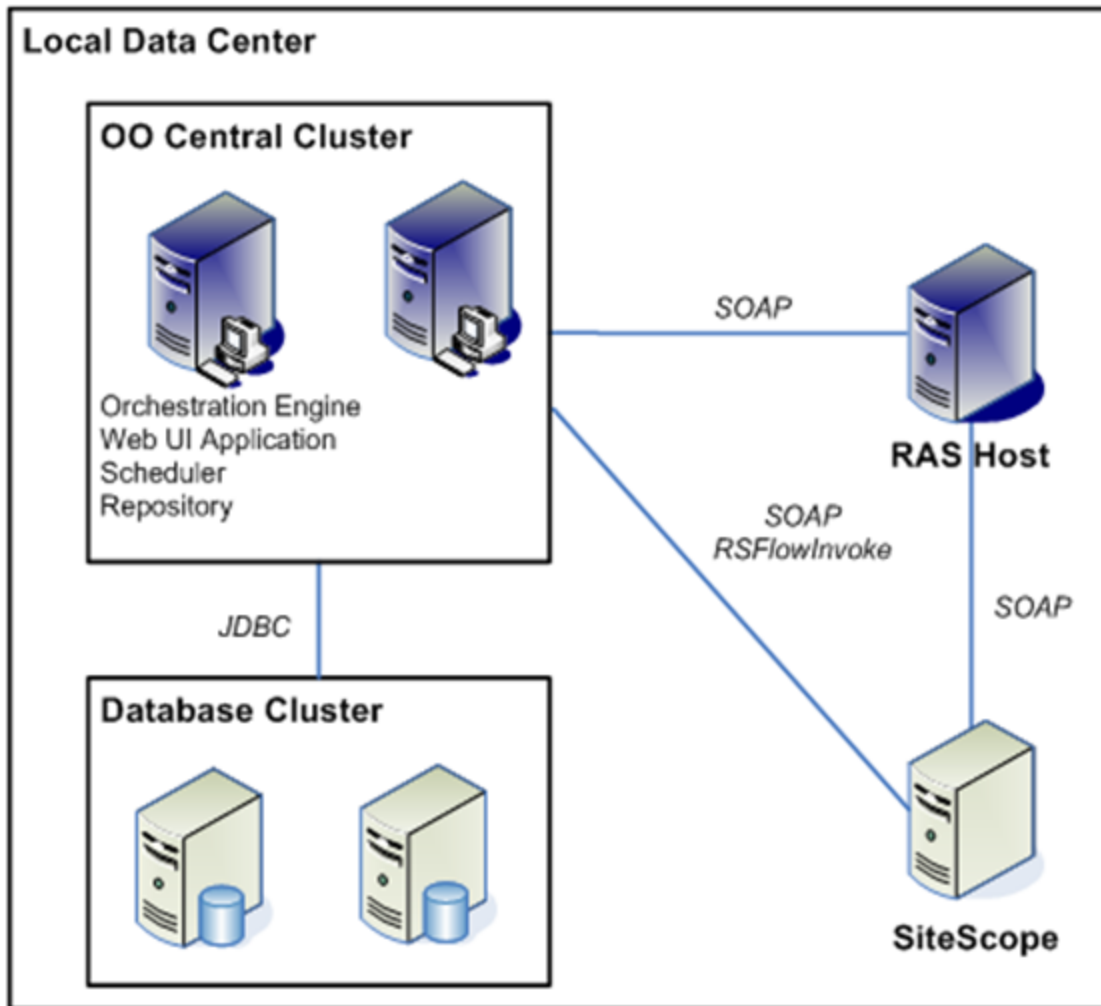 Local Data Center
OO Central Cluster
Orchestration Engine
Web UI Application
Scheduler
Repository
SOAP
RAS Host
SOAP
RSFlowInvoke
SOAP
JDBC
Database Cluster
SiteScope